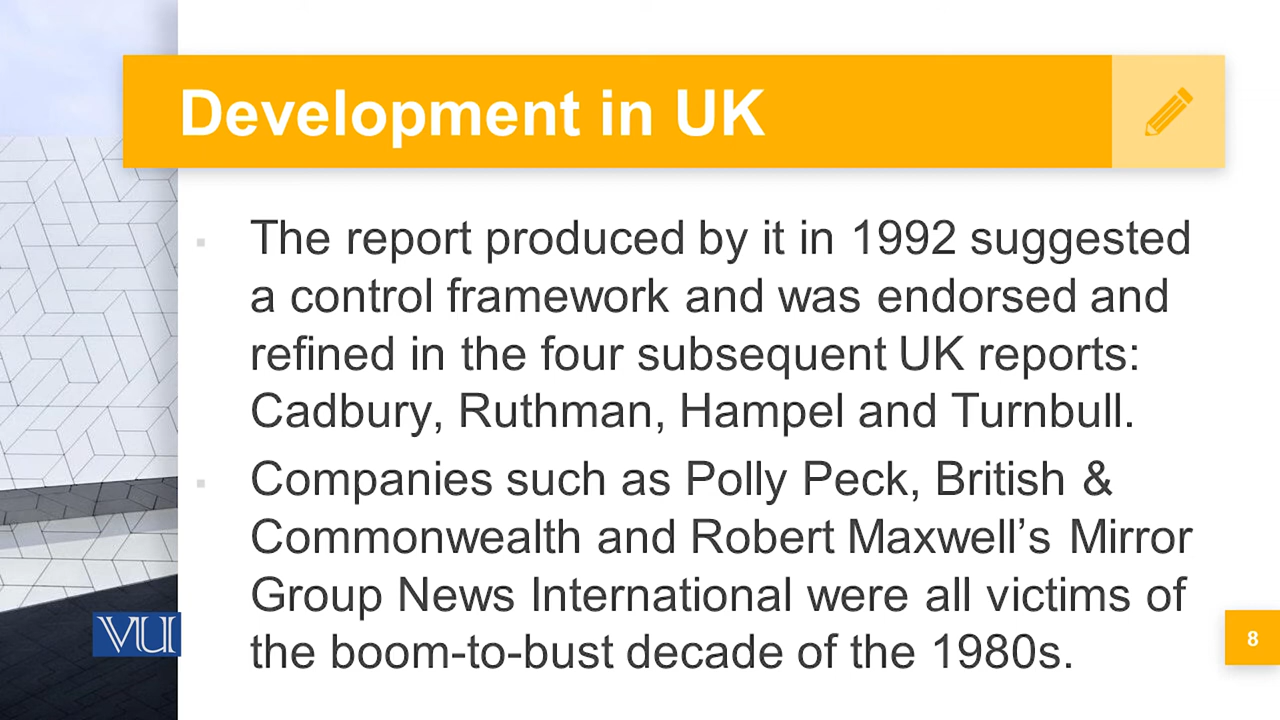 Development in UK
The report produced by it in 1992 suggested
a control framework and was endorsed and
refined in the four subsequent UK reports:
Cadbury, Ruthman, Hampel and Turnbull.
Companies such as Polly Peck, British &
Commonwealth and Robert Maxwell’s Mirror
Group News International were all victims of
the boom-to-bust decade of the 1980s.
VU
8